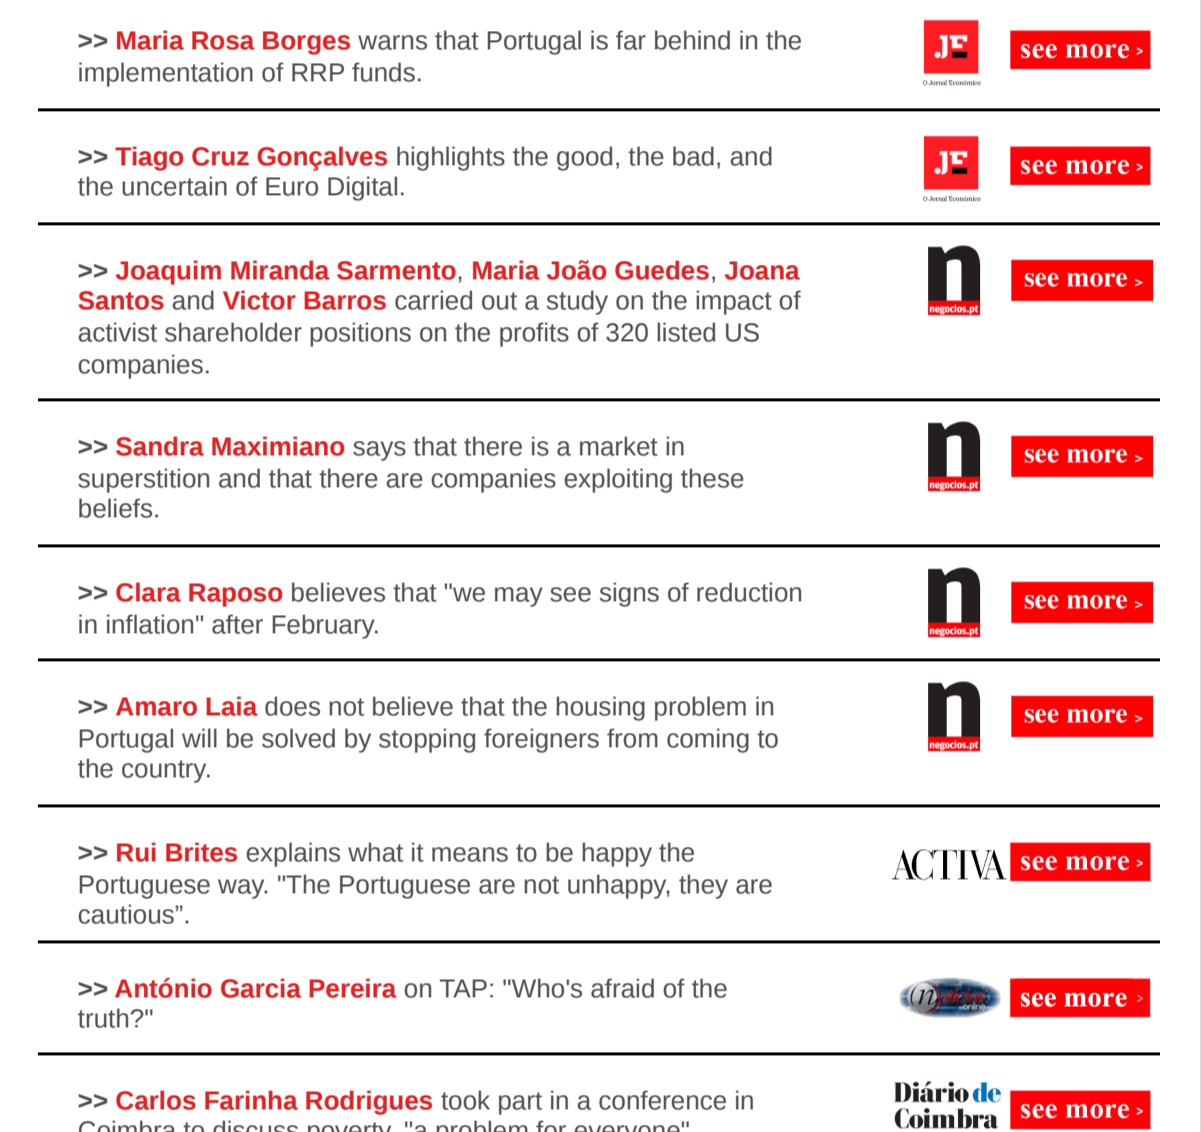 >> Maria Rosa Borges warns that Portugal is far behind in the
implementation of RRP funds.
JE
O Jornal Económico
see more >
>> Tiago Cruz Gonçalves highlights the good, the bad, and
the uncertain of Euro Digital.
JE
O Jornal Económico
see more >
>> Joaquim Miranda Sarmento, Maria João Guedes, Joana
Santos and Victor Barros carried out a study on the impact of
activist shareholder positions on the profits of 320 listed US
companies.
n
negocios.pt
see more >
>> Sandra Maximiano says that there is a market in
superstition and that there are companies exploiting these
beliefs.
n
negocios.pt
see more >
>> Clara Raposo believes that "we may see signs of reduction
in inflation" after February.
n
negocios.pt
see more >
>> Amaro Laia does not believe that the housing problem in
Portugal will be solved by stopping foreigners from coming to
the country.
n
negocios.pt
see more >
>> Rui Brites explains what it means to be happy the
Portuguese way. "The Portuguese are not unhappy, they are
cautious”.
ACTIVA
see more >
>> António Garcia Pereira on TAP: "Who's afraid of the
truth?"
(n)oticias
online
see more >
>> Carlos Farinha Rodrigues took part in a conference in
Coimbra to discuss poverty, "a problem for everyone"
Diário de
Coimbra
see more >